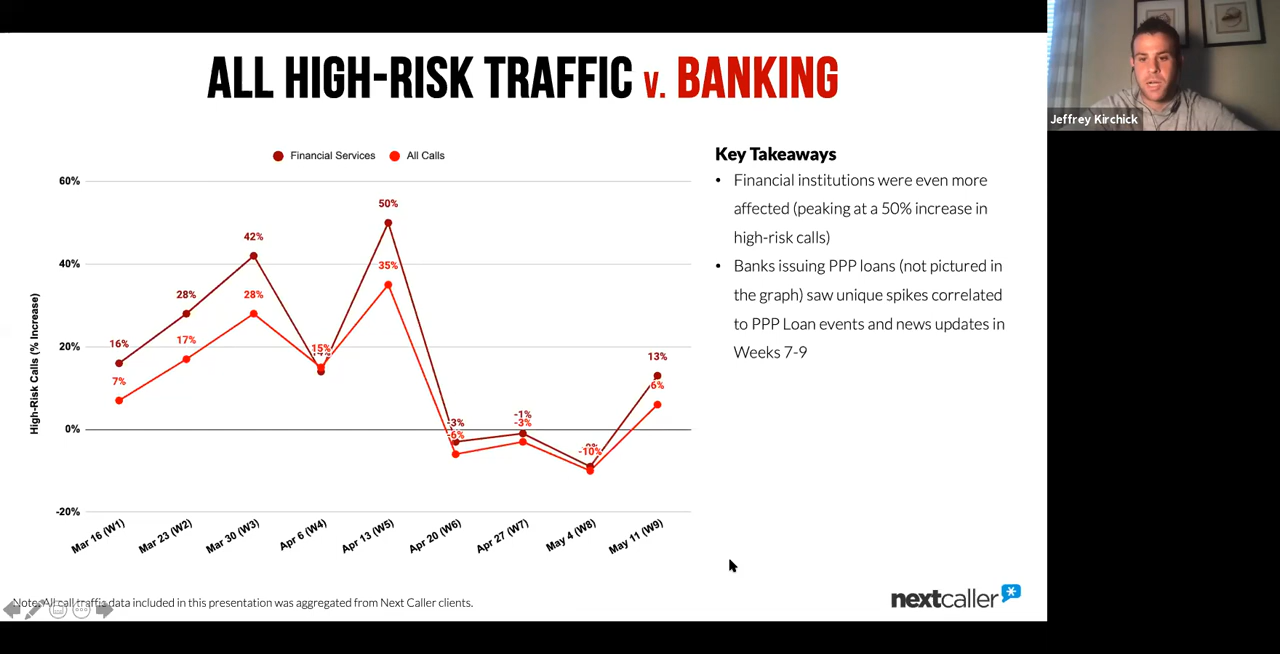 ALL HIGH-RISK TRAFFIC v. BANKING
Jeffrey Kirchick
Financial Services
All Calls
High-Risk Calls (% Increase)
60%
40%
20%
0%
-20%
16%
28%
42%
50%
-3%
-1%
13%
7%
17%
28%
15%
35%
-6%
-3%
-10%
6%
Mar 16 (W1)
Mar 23 (W2)
Mar 30 (W3)
Apr 6 (W4)
Apr 13 (W5)
Apr 20 (W6)
Apr 27 (W7)
May 4 (W8)
May 11 (W9)
Key Takeaways
• Financial institutions were even more
affected (peaking at a 50% increase in
high-risk calls)
• Banks issuing PPP loans (not pictured in
the graph) saw unique spikes correlated
to PPP Loan events and news updates in
Weeks 7-9
Note: All call traffic data included in this presentation was aggregated from Next Caller clients.
nextcaller